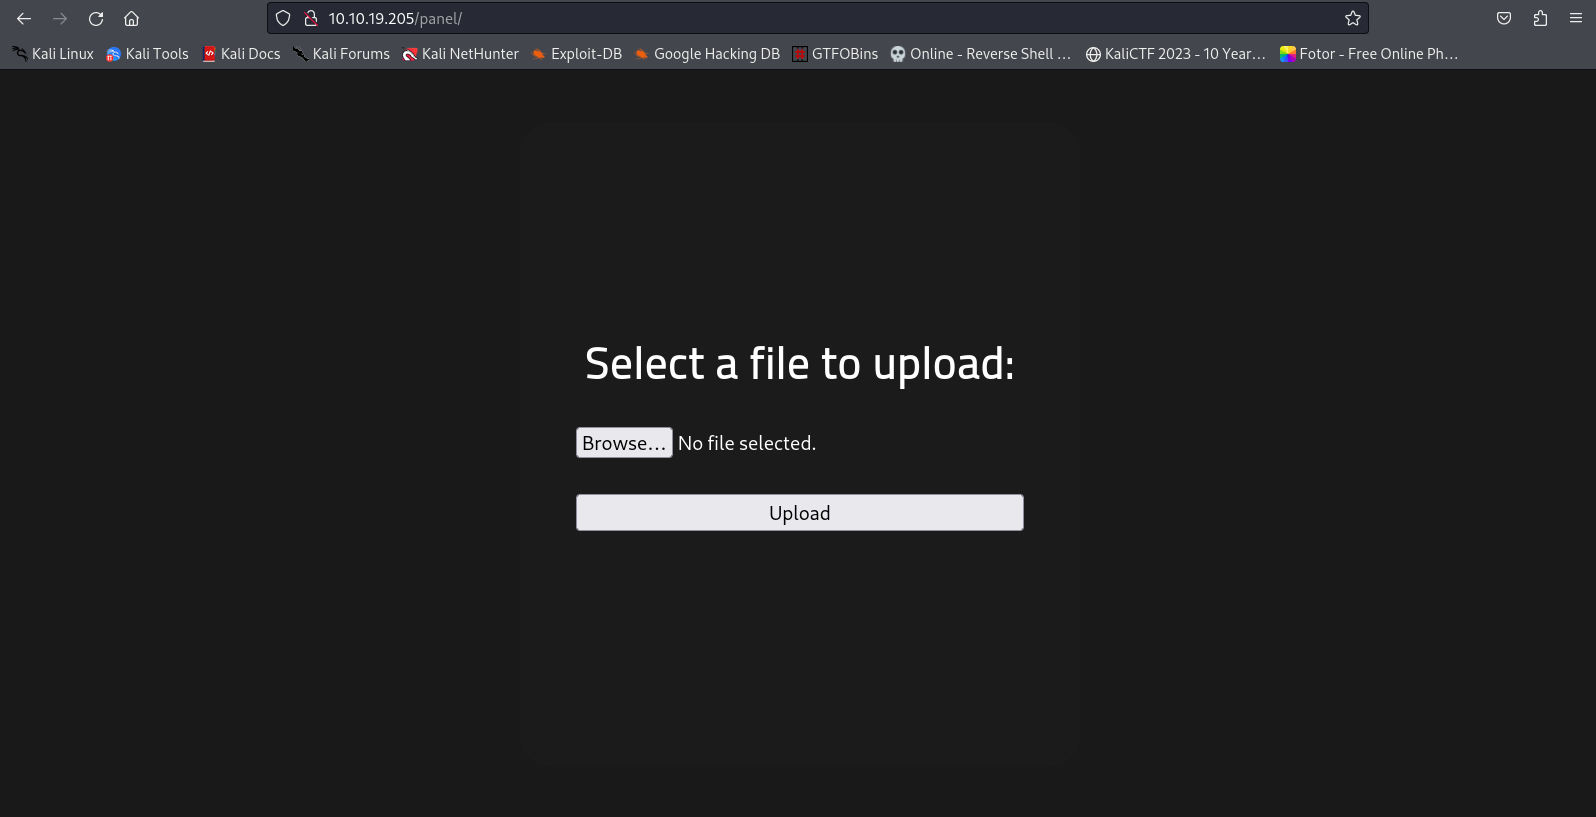 10.10.19.205/panel/
Kali Linux Kali Tools Kali Docs Kali Forums Kali NetHunter Exploit-DB Google Hacking DB GTFOBins Online - Reverse Shell … KaliCTF 2023 - 10 Year… Fotor - Free Online Ph…
Select a file to upload:
Browse… No file selected.
Upload